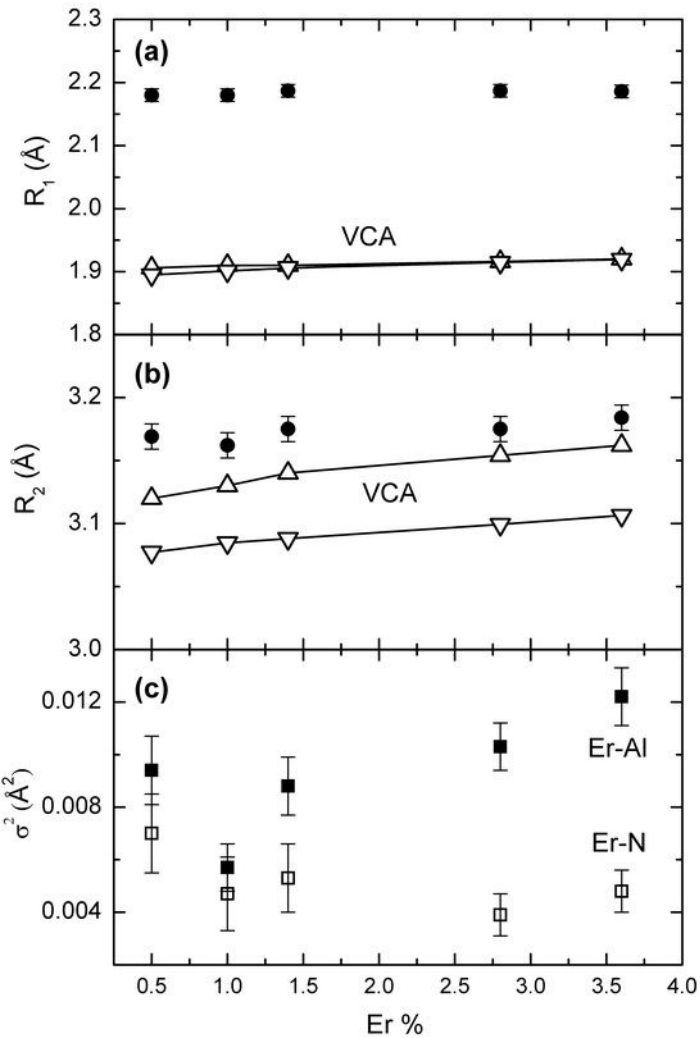 2.3
(a)
2.2
2.1
R₁ (Å)
2.0
VCA
1.9
1.8
(b)
3.2
R₂ (Å)
VCA
3.1
3.0
(c)
0.012
Er-Al
σ² (Å²)
0.008
Er-N
0.004
0.5 1.0 1.5 2.0 2.5 3.0 3.5 4.0
Er %